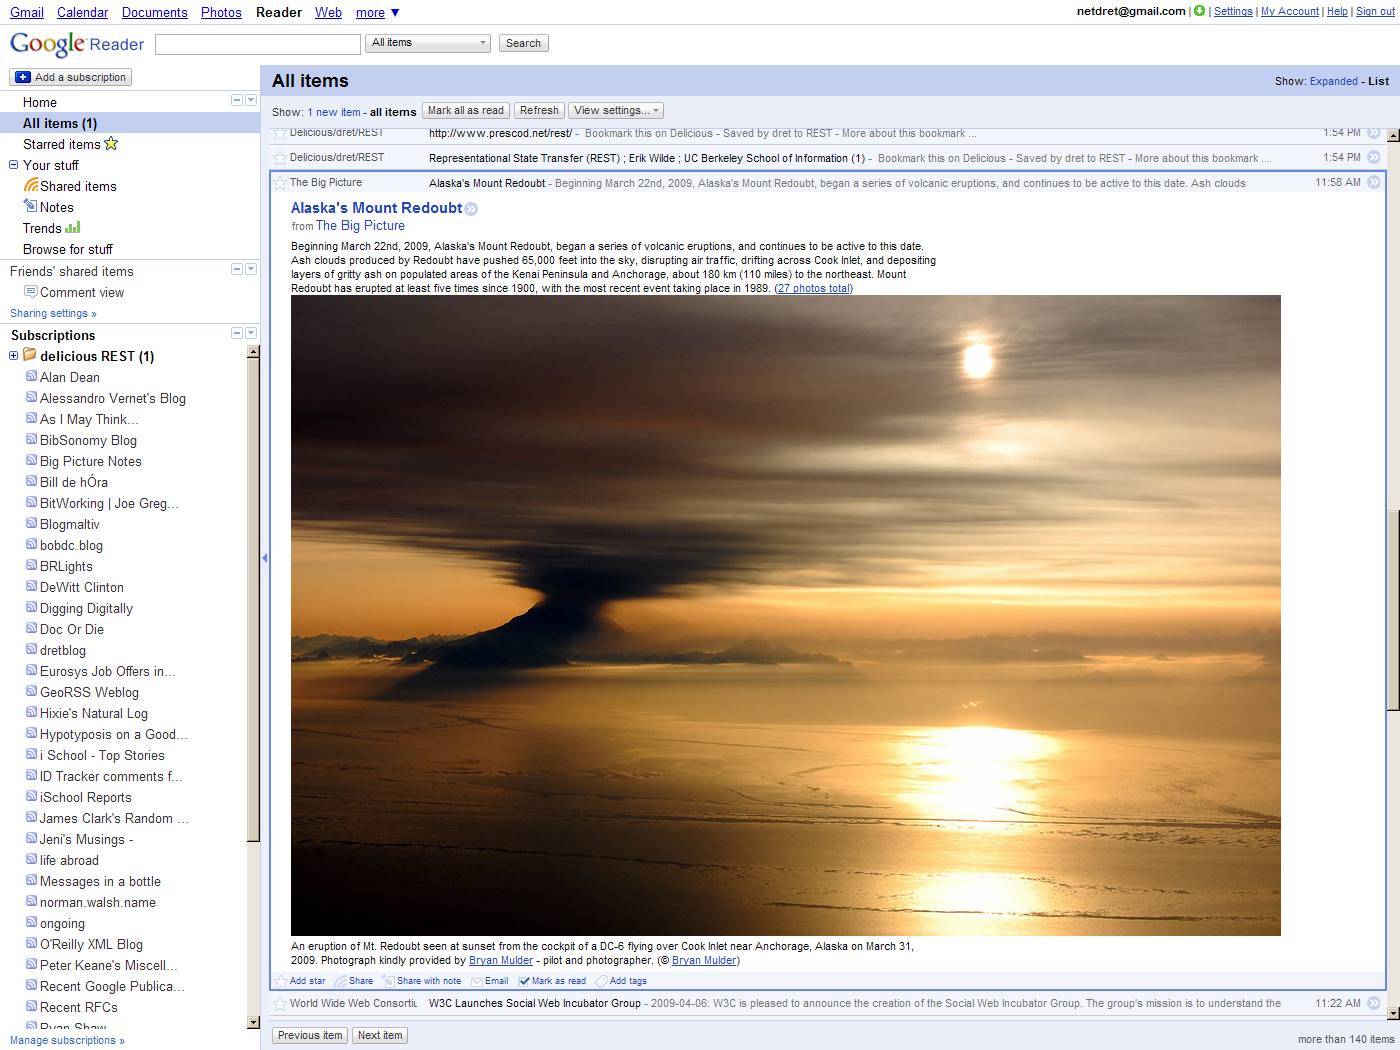 Gmail Calendar Documents Photos Reader Web more ▼
netdret@gmail.com | | Settings | My Account | Help | Sign out
Google Reader
All items
Search
Add a subscription
Home
All items (1)
Starred items
Your stuff
Shared items
Notes
Trends
Browse for stuff
Friends' shared items
Comment view
Sharing settings »
Subscriptions
delicious REST (1)
Alan Dean
Alessandro Vernet's Blog
As I May Think...
BibSonomy Blog
Big Picture Notes
Bill de hÓra
BitWorking | Joe Greg...
Blogmaltiv
bobdc.blog
BRLights
DeWitt Clinton
Digging Digitally
Doc Or Die
dretblog
Eurosys Job Offers in...
GeoRSS Weblog
Hixie's Natural Log
Hypotyposis on a Good...
i School - Top Stories
ID Tracker comments f...
iSchool Reports
James Clark's Random ...
Jeni's Musings -
life abroad
Messages in a bottle
norman.walsh.name
ongoing
O'Reilly XML Blog
Peter Keane's Miscell...
Recent Google Publica...
Recent RFCs
Ryan Shaw
Manage subscriptions »
All items
Show: Expanded - List
Show: 1 new item - all items Mark all as read Refresh View settings...
Delicious/dret/REST http://www.prescod.net/rest/ - Bookmark this on Delicious - Saved by dret to REST - More about this bookmark ... 1:54 PM
Delicious/dret/REST Representational State Transfer (REST) ; Erik Wilde ; UC Berkeley School of Information (1) - Bookmark this on Delicious - Saved by dret to REST - More about this bookmark ... 1:54 PM
The Big Picture Alaska's Mount Redoubt - Beginning March 22nd, 2009, Alaska's Mount Redoubt, began a series of volcanic eruptions, and continues to be active to this date. Ash clouds 11:58 AM
Alaska's Mount Redoubt
from The Big Picture
Beginning March 22nd, 2009, Alaska's Mount Redoubt, began a series of volcanic eruptions, and continues to be active to this date.
Ash clouds produced by Redoubt have pushed 65,000 feet into the sky, disrupting air traffic, drifting across Cook Inlet, and depositing
layers of gritty ash on populated areas of the Kenai Peninsula and Anchorage, about 180 km (110 miles) to the northeast. Mount
Redoubt has erupted at least five times since 1900, with the most recent event taking place in 1989. (27 photos total)
An eruption of Mt. Redoubt seen at sunset from the cockpit of a DC-6 flying over Cook Inlet near Anchorage, Alaska on March 31,
2009. Photograph kindly provided by Bryan Mulder - pilot and photographer. (© Bryan Mulder)
Add star Share Share with note Email Mark as read Add tags
World Wide Web Consortiu W3C Launches Social Web Incubator Group - 2009-04-06: W3C is pleased to announce the creation of the Social Web Incubator Group. The group's mission is to understand the 11:22 AM
Previous item Next item
more than 140 items